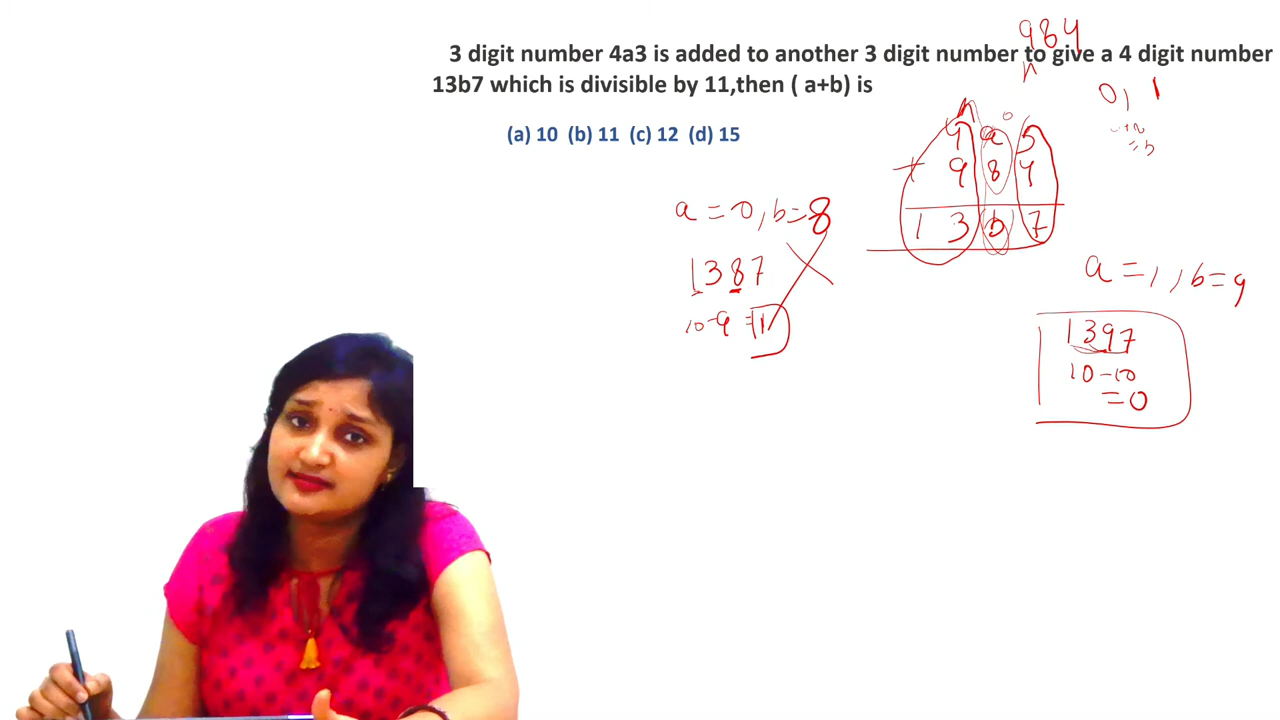 984
3 digit number 4a3 is added to another 3 digit number to give a 4 digit number
13b7 which is divisible by 11,then ( a+b) is
0, 1
(a) 10 (b) 11 (c) 12 (d) 15
4 a 3
+ 9 8 4
1 3 b 7
a = 0, b = 8
1387
10-9 = 1
a = 1, b = 9
1397
10-10
= 0